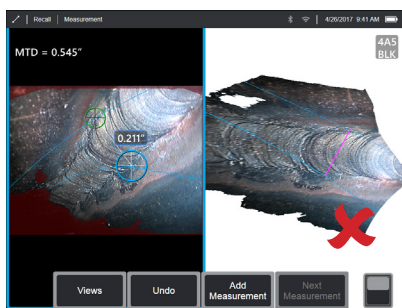 Recall | Measurement
4/26/2017 9:41 AM
MTD = 0.545"
4A5
BLK
0.211"
Views
Undo
Add
Measurement
Next
Measurement